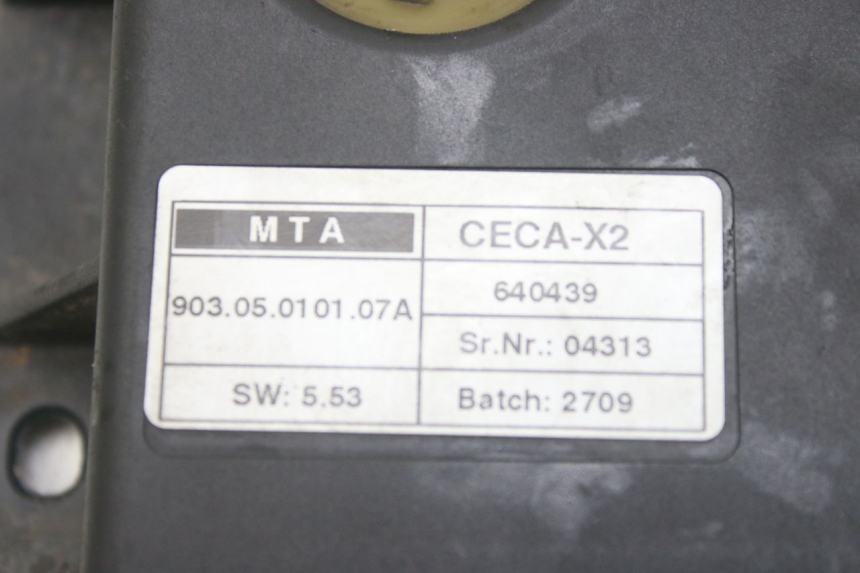 MTA
CECA-X2
903.05.0101.07A
640439
Sr.Nr.: 04313
SW: 5.53
Batch: 2709